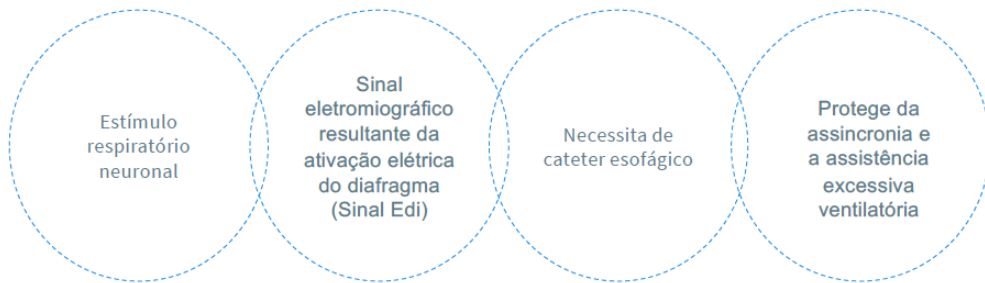 Estímulo
respiratório
neuronal
Sinal
eletromiográfico
resultante da
ativação elétrica
do diafragma
(Sinal Edi)
Necessita de
cateter esofágico
Protege da
assincronia e
a assistência
excessiva
ventilatória